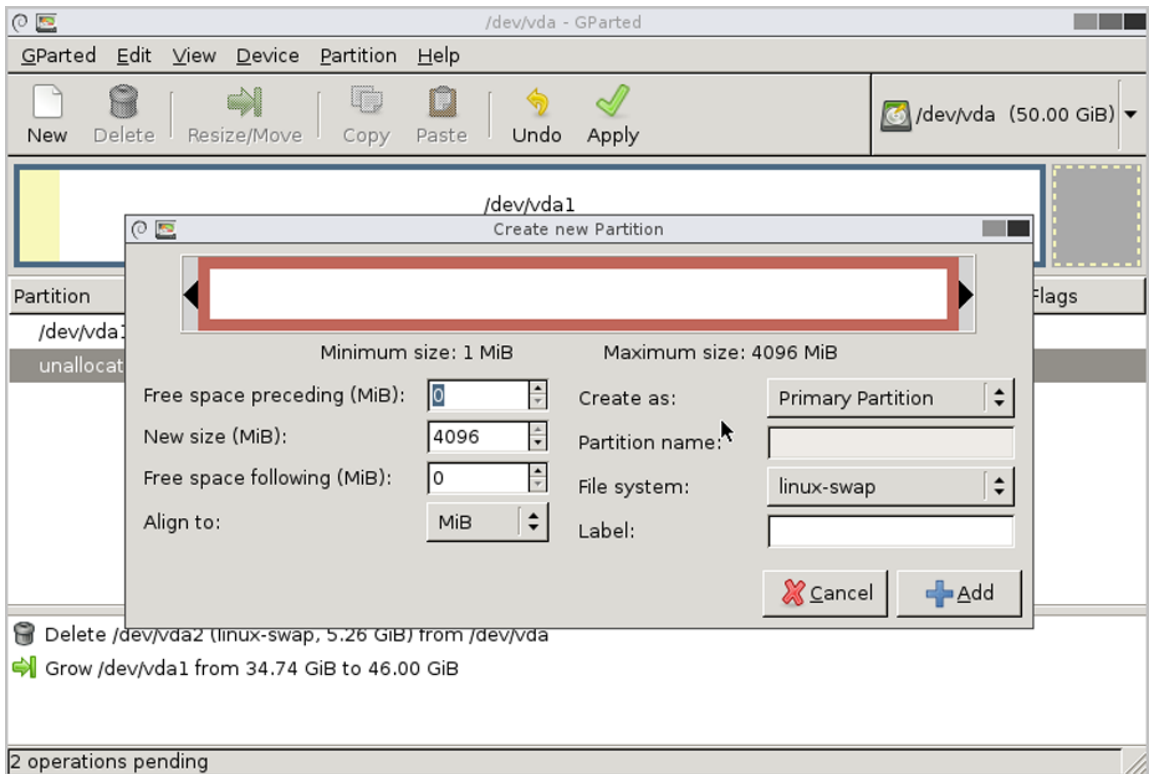 /dev/vda - GParted
GParted Edit View Device Partition Help
New Delete Resize/Move Copy Paste Undo Apply /dev/vda (50.00 GiB)
/dev/vda1
Create new Partition
Partition Flags
/dev/vda1
unallocat
Minimum size: 1 MiB Maximum size: 4096 MiB
Free space preceding (MiB): 0 Create as: Primary Partition
New size (MiB): 4096 Partition name:
Free space following (MiB): 0 File system: linux-swap
Align to: MiB Label:
Cancel Add
Delete /dev/vda2 (linux-swap, 5.26 GiB) from /dev/vda
Grow /dev/vda1 from 34.74 GiB to 46.00 GiB
2 operations pending